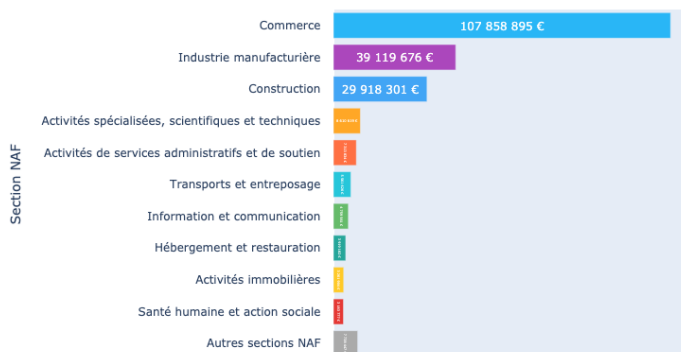 Commerce 107 858 895 €
Industrie manufacturière 39 119 676 €
Construction 29 918 301 €
Activités spécialisées, scientifiques et techniques
Activités de services administratifs et de soutien
Transports et entreposage
Information et communication
Hébergement et restauration
Activités immobilières
Santé humaine et action sociale
Autres sections NAF
Section NAF